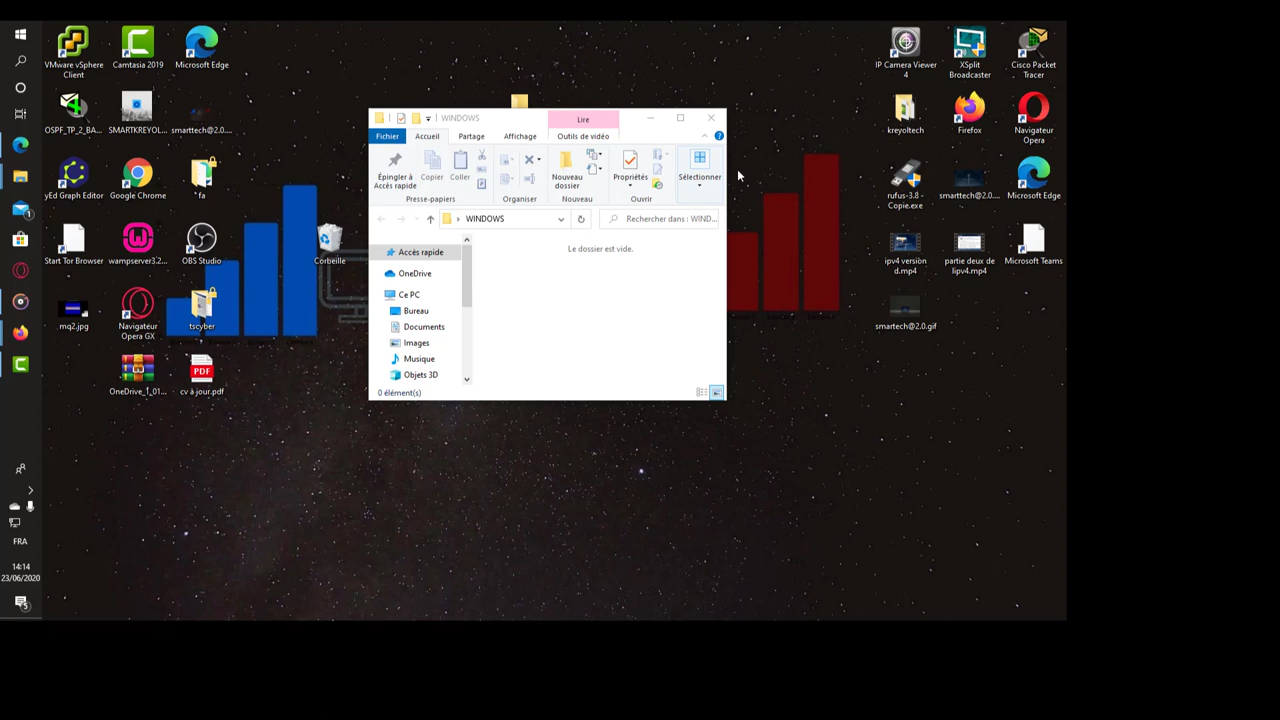 VMware vSphere
Client
Camtasia 2019
Microsoft Edge
IP Camera Viewer
4
XSplit
Broadcaster
Cisco Packet
Tracer
OSPF_TP_2_BA...
SMARTKREYOL...
smarttech@2.0....
kreyoltech
Firefox
Navigateur
Opera
WINDOWS
Lire
Fichier
Accueil
Partage
Affichage
Outils de vidéo
Épingler à
Accès rapide
Copier
Coller
Nouveau
dossier
Propriétés
Sélectionner
Presse-papiers
Organiser
Nouveau
Ouvrir
WINDOWS
Rechercher dans : WIND...
Accès rapide
Le dossier est vide.
OneDrive
Ce PC
Bureau
Documents
Images
Musique
Objets 3D
0 élément(s)
yEd Graph Editor
Google Chrome
fa
rufus-3.8 -
Copie.exe
smarttech@2.0....
Microsoft Edge
Start Tor Browser
wampserver3.2...
OBS Studio
Corbeille
ipv4 version
d.mp4
partie deux de
lipv4.mp4
Microsoft Teams
mq2.jpg
Navigateur
Opera GX
tscyber
smartech@2.0.gif
OneDrive_1_01...
PDF
cv à jour.pdf
1
FRA
14:14
23/06/2020
5